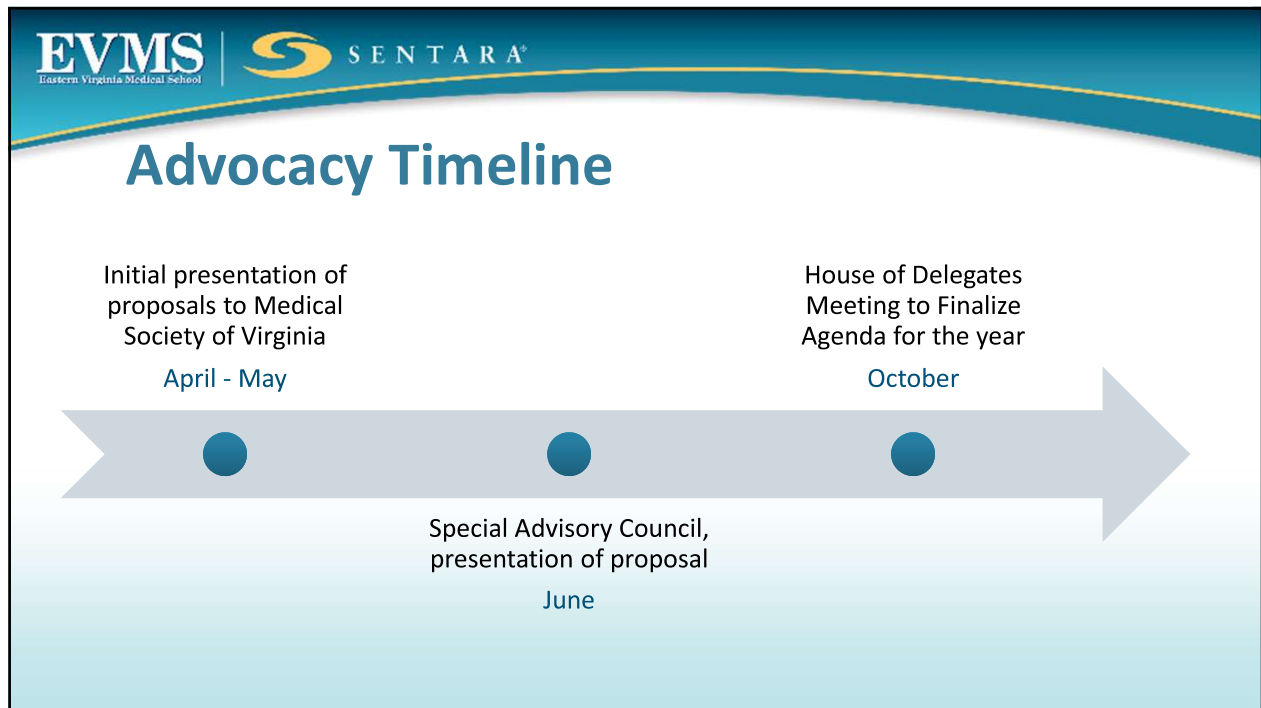 EVMS
Eastern Virginia Medical School
SENTARA®
Advocacy Timeline
Initial presentation of
proposals to Medical
Society of Virginia
April - May
Special Advisory Council,
presentation of proposal
June
House of Delegates
Meeting to Finalize
Agenda for the year
October